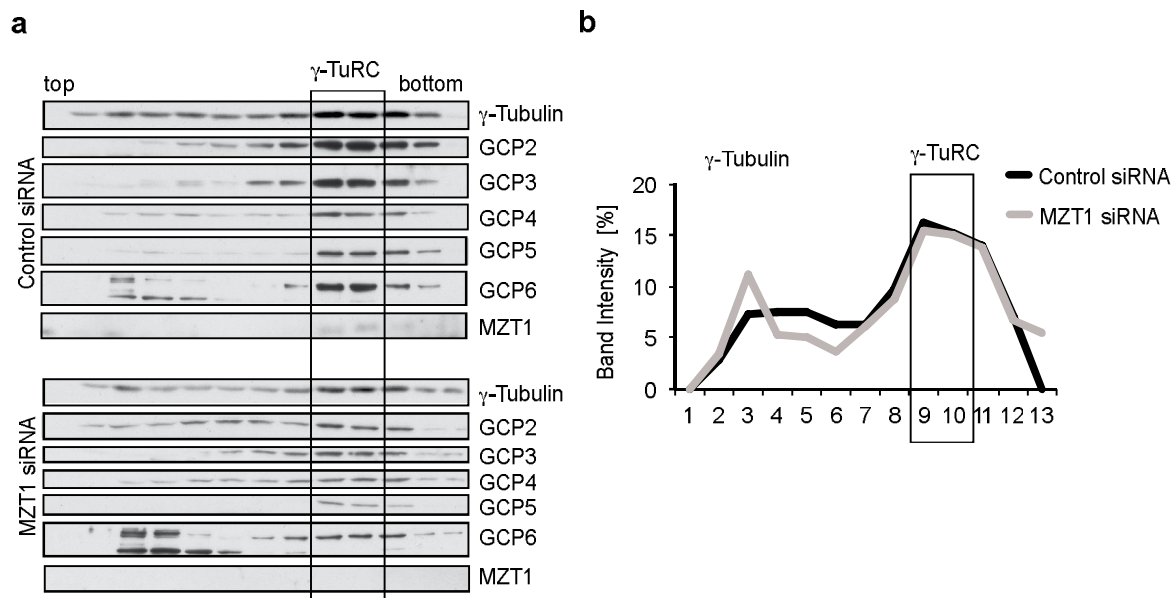 a
top
γ-TuRC
bottom
Control siRNA
γ-Tubulin
GCP2
GCP3
GCP4
GCP5
GCP6
MZT1
MZT1 siRNA
γ-Tubulin
GCP2
GCP3
GCP4
GCP5
GCP6
MZT1
b
γ-Tubulin
γ-TuRC
Control siRNA
MZT1 siRNA
Band Intensity [%]
20
15
10
5
0
1 2 3 4 5 6 7 8 9 10 11 12 13